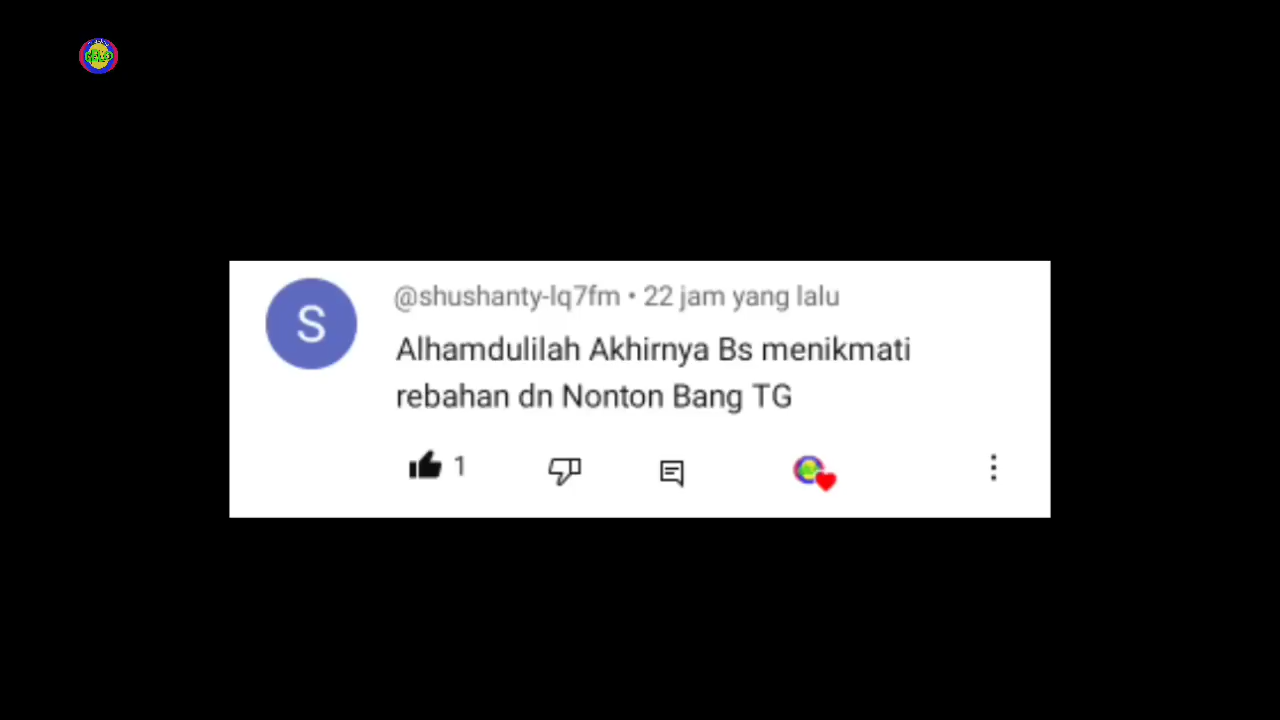 @shushanty-lq7fm • 22 jam yang lalu
Alhamdulilah Akhirnya Bs menikmati
rebahan dn Nonton Bang TG
1